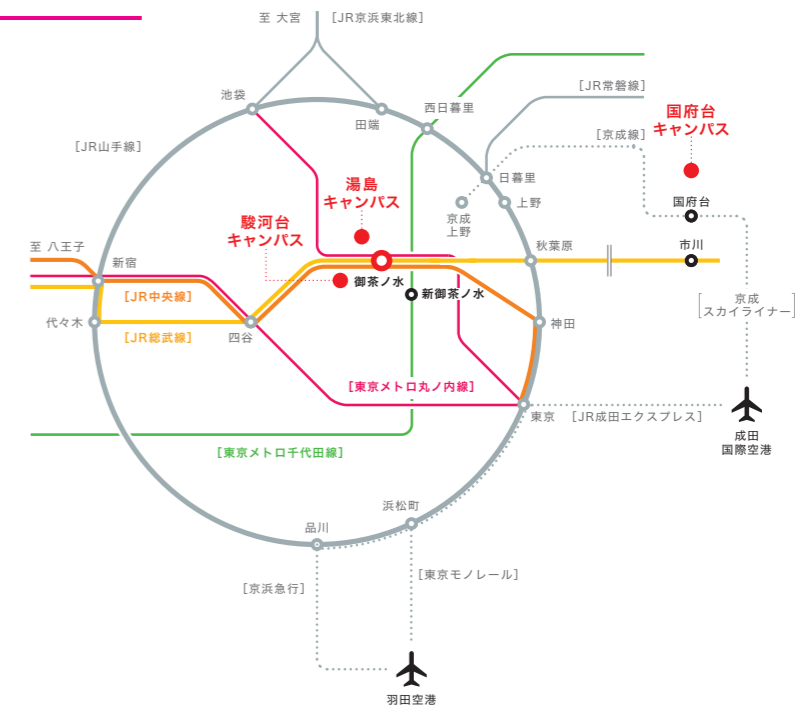 至 大宮
[JR京浜東北線]
池袋
田端
西日暮里
[JR常磐線]
国府台
キャンパス
[京成線]
[JR山手線]
湯島
キャンパス
日暮里
上野
京成
上野
国府台
駿河台
キャンパス
至 八王子
新宿
秋葉原
市川
御茶ノ水
新御茶ノ水
[JR中央線]
京成
[スカイライナー]
代々木
[JR総武線]
四谷
神田
[東京メトロ丸ノ内線]
東京
[JR成田エクスプレス]
成田
国際空港
[東京メトロ千代田線]
浜松町
品川
[京浜急行]
[東京モノレール]
羽田空港